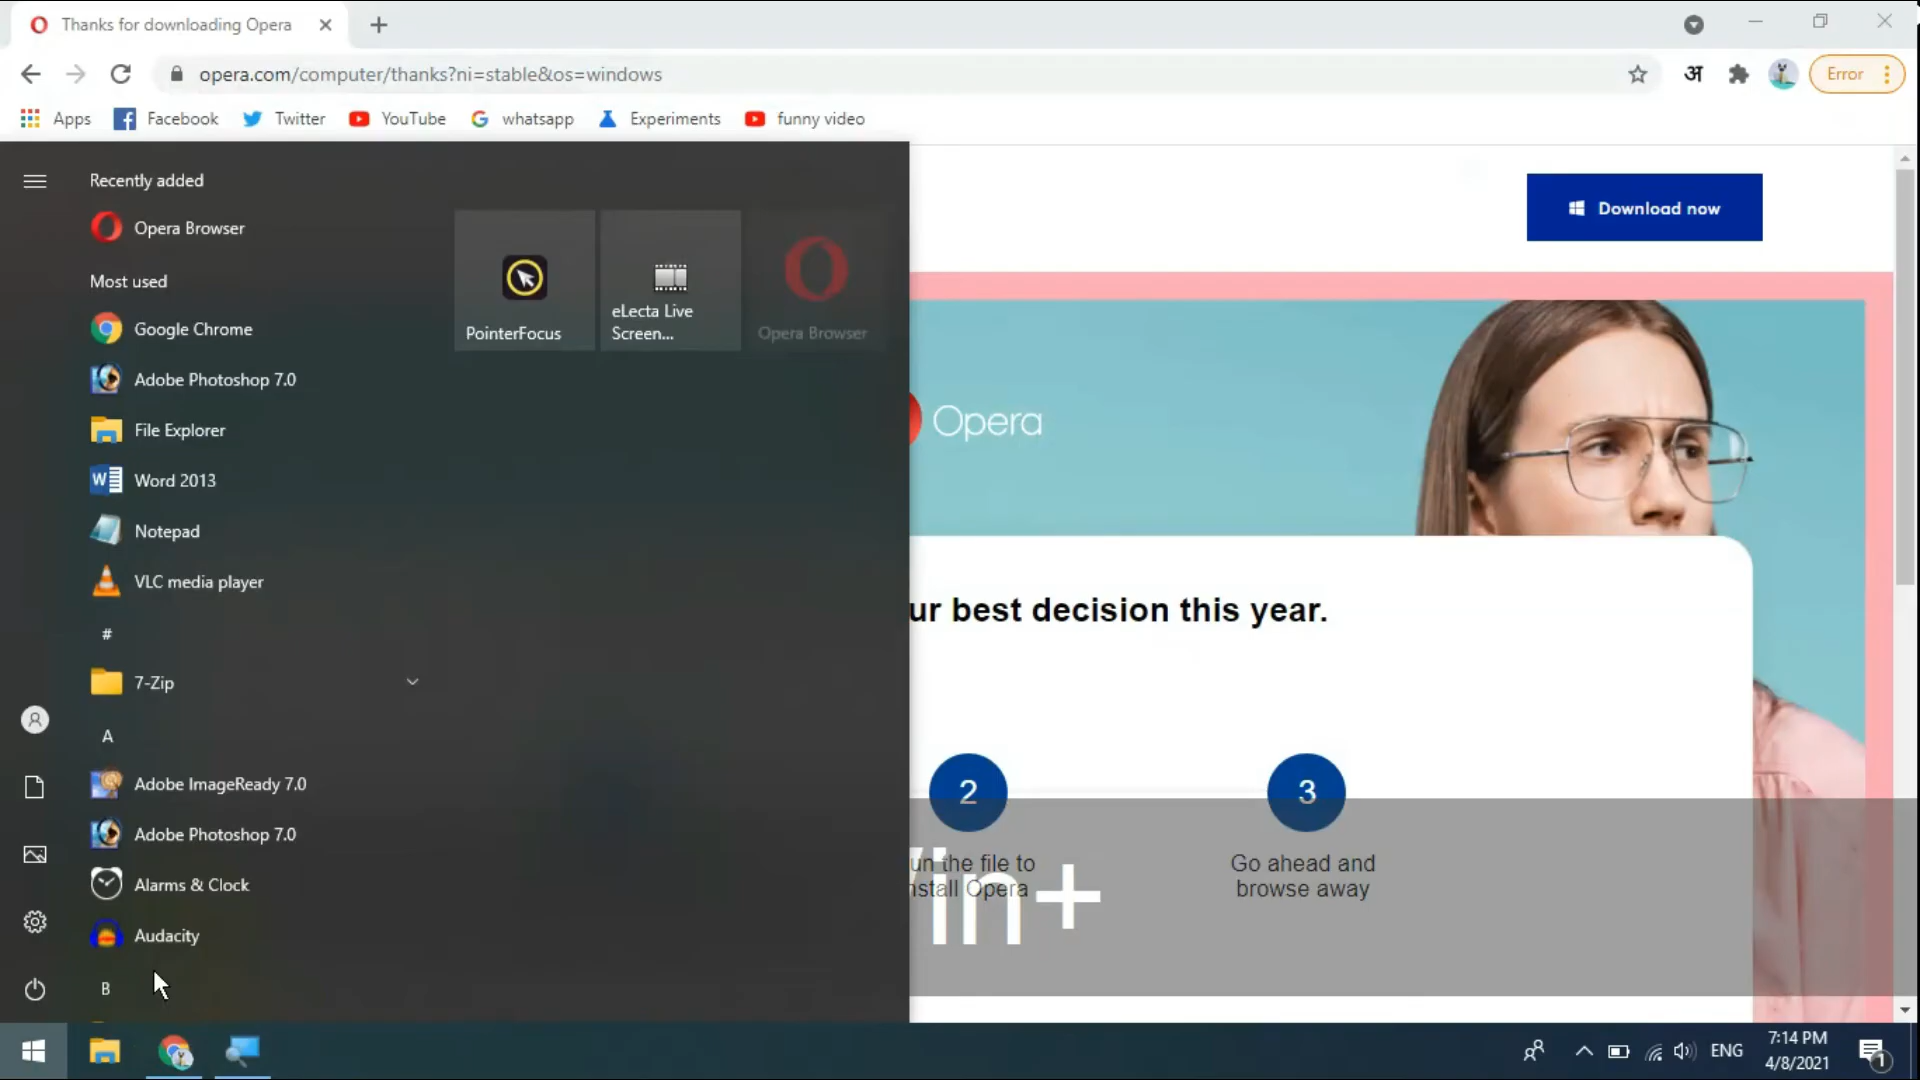 Thanks for downloading Opera
opera.com/computer/thanks?ni=stable&os=windows
अ
Error
Apps
Facebook
Twitter
YouTube
whatsapp
Experiments
funny video
Recently added
Opera Browser
Most used
Google Chrome
Adobe Photoshop 7.0
File Explorer
Word 2013
Notepad
VLC media player
#
7-Zip
A
Adobe ImageReady 7.0
Adobe Photoshop 7.0
Alarms & Clock
Audacity
B
PointerFocus
eLecta Live
Screen...
Opera Browser
Download now
Opera
ur best decision this year.
2
3
un the file to
nstall Opera
Go ahead and
browse away
in+
ENG
7:14 PM
4/8/2021
1